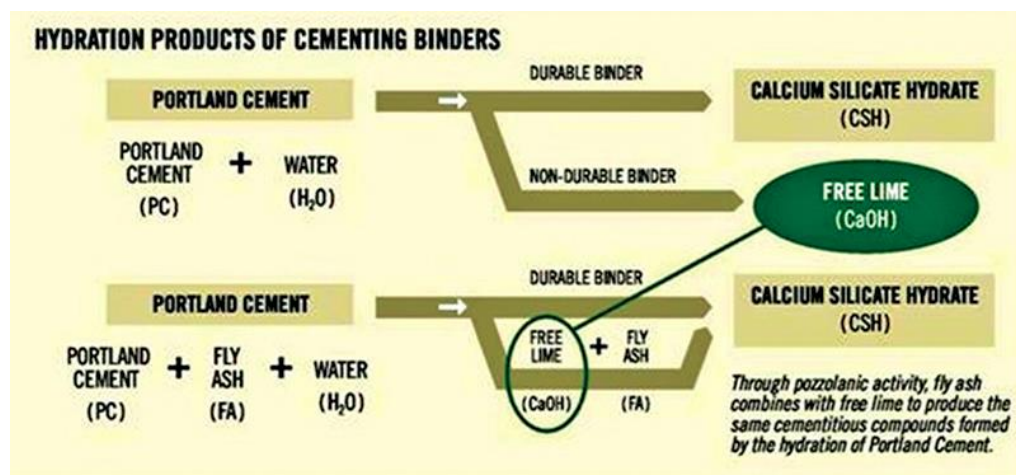 HYDRATION PRODUCTS OF CEMENTING BINDERS
PORTLAND CEMENT
PORTLAND
CEMENT
(PC)
+
WATER
(H₂O)
DURABLE BINDER
NON-DURABLE BINDER
CALCIUM SILICATE HYDRATE
(CSH)
FREE LIME
(CaOH)
PORTLAND CEMENT
PORTLAND
CEMENT
(PC)
+
FLY
ASH
(FA)
+
WATER
(H₂O)
DURABLE BINDER
FREE
LIME
(CaOH)
+
FLY
ASH
(FA)
CALCIUM SILICATE HYDRATE
(CSH)
Through pozzolanic activity, fly ash
combines with free lime to produce the
same cementitious compounds formed
by the hydration of Portland Cement.